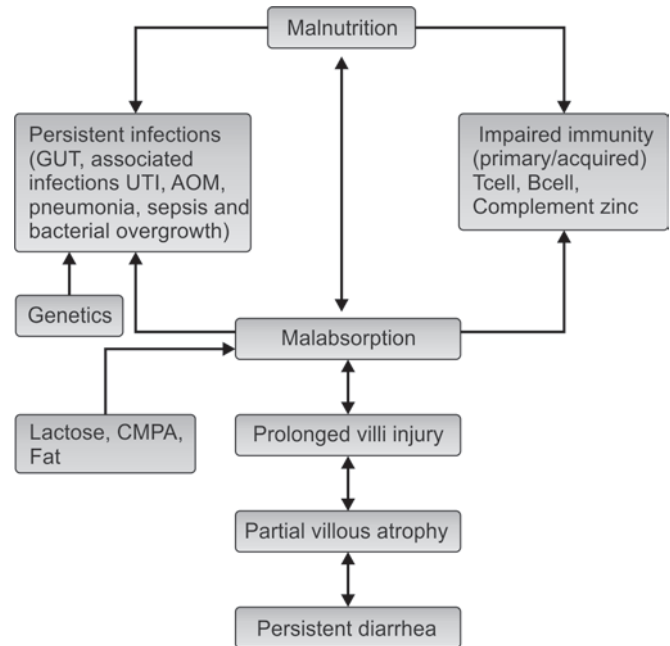 Malnutrition
Persistent infections
(GUT, associated
infections UTI, AOM,
pneumonia, sepsis and
bacterial overgrowth)
Impaired immunity
(primary/acquired)
Tcell, Bcell,
Complement zinc
Genetics
Malabsorption
Lactose, CMPA,
Fat
Prolonged villi injury
Partial villous atrophy
Persistent diarrhea